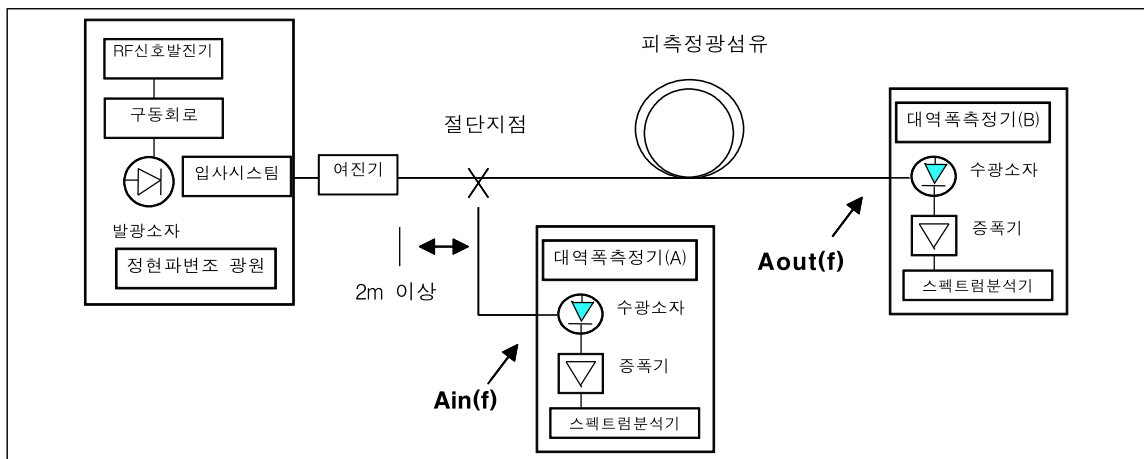 RF신호발진기
구동회로
입사시스팀
발광소자
정현파변조 광원
여진기
절단지점
2m 이상
피측정광섬유
대역폭측정기(A)
수광소자
증폭기
스펙트럼분석기
Ain(f)
대역폭측정기(B)
수광소자
증폭기
스펙트럼분석기
Aout(f)